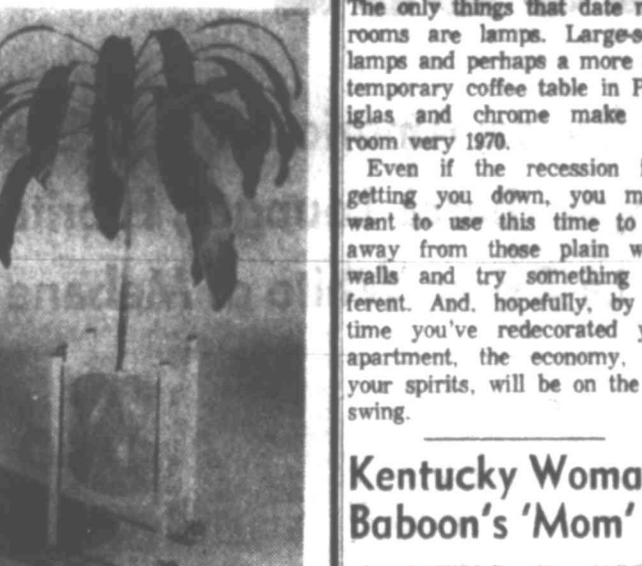 The only things that date
rooms are lamps. Large-s
lamps and perhaps a more
temporary coffee table in P
iglas and chrome make
room very 1970.
Even if the recession
getting you down, you m
want to use this time to
away from those plain w
walls and try something
ferent. And, hopefully, by
time you've redecorated y
apartment, the economy,
your spirits, will be on the
swing.
Kentucky Woma
Baboon's 'Mom'